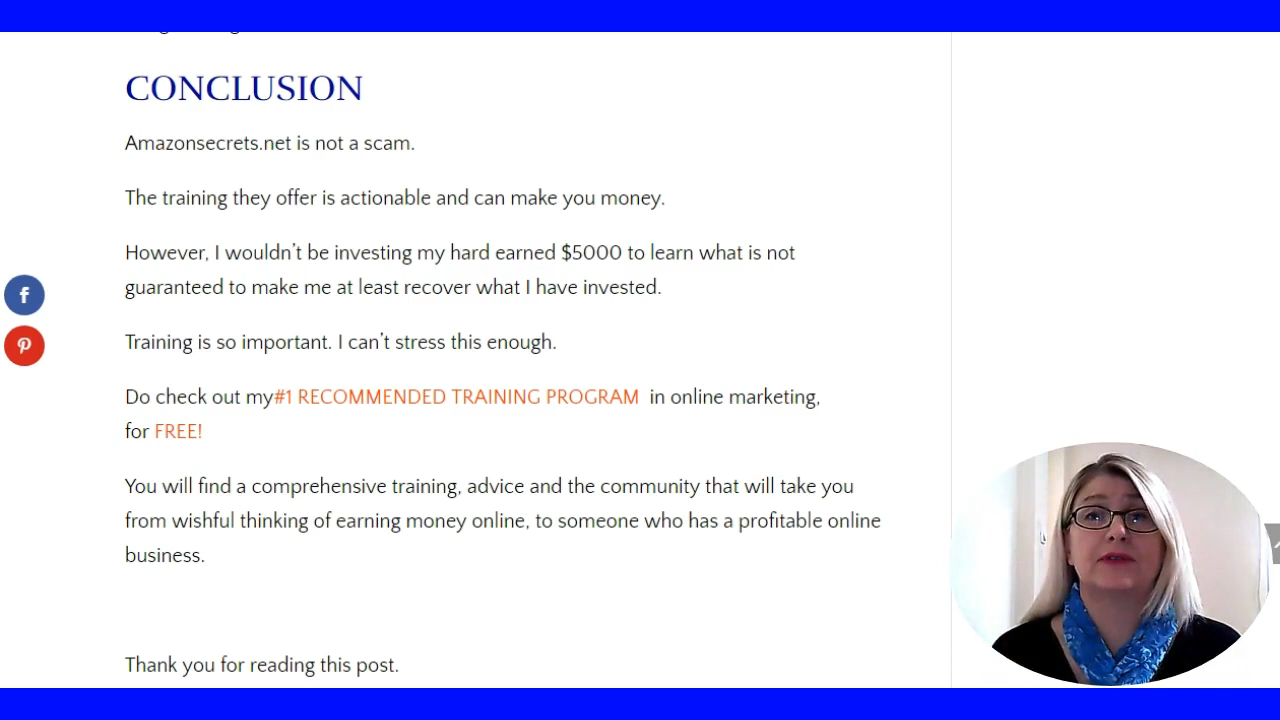 CONCLUSION
Amazonsecrets.net is not a scam.
The training they offer is actionable and can make you money.
However, I wouldn't be investing my hard earned $5000 to learn what is not
guaranteed to make me at least recover what I have invested.
Training is so important. I can't stress this enough.
Do check out my#1 RECOMMENDED TRAINING PROGRAM in online marketing,
for FREE!
You will find a comprehensive training, advice and the community that will take you
from wishful thinking of earning money online, to someone who has a profitable online
business.
Thank you for reading this post.